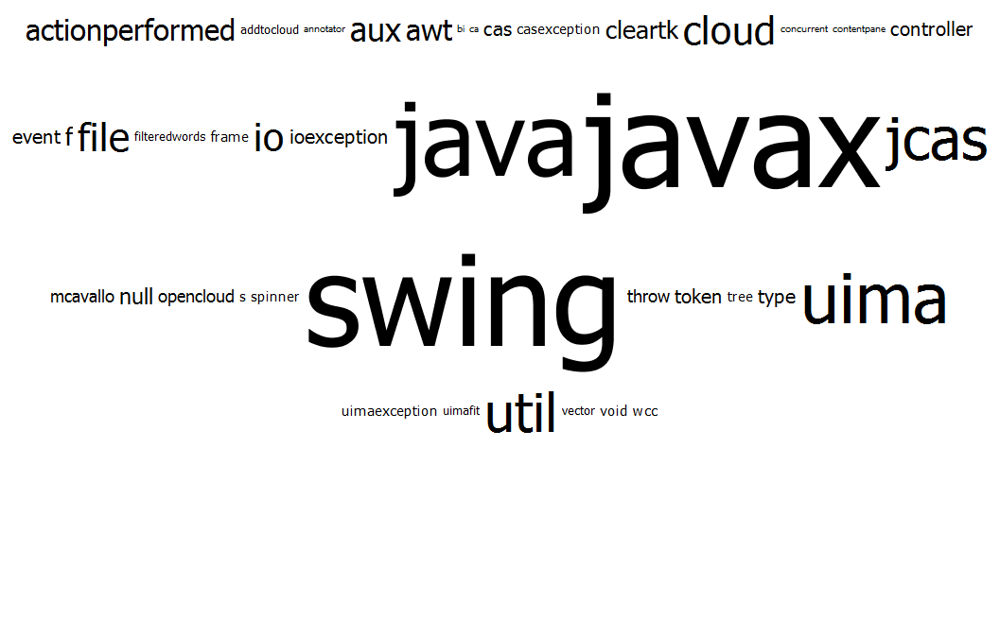 actionperformed addtocloud annotator aux awt bi ca cas casexception cleartk cloud concurrent contentpane controller
event f file filteredwords frame io ioexception java javax jcas
mcavallo null opencloud s spinner swing throw token tree type uima
uimaexception uimafit util vector void wcc